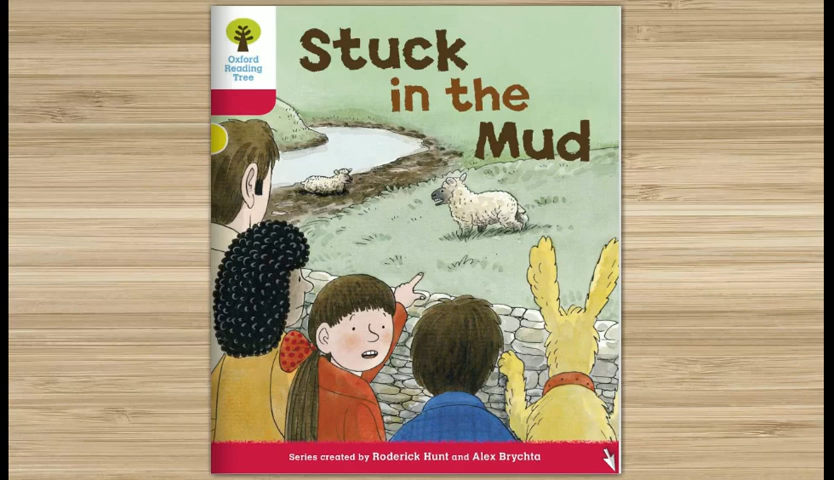 Oxford
Reading
Tree
Stuck
in the
Mud
Series created by Roderick Hunt and Alex Brychta